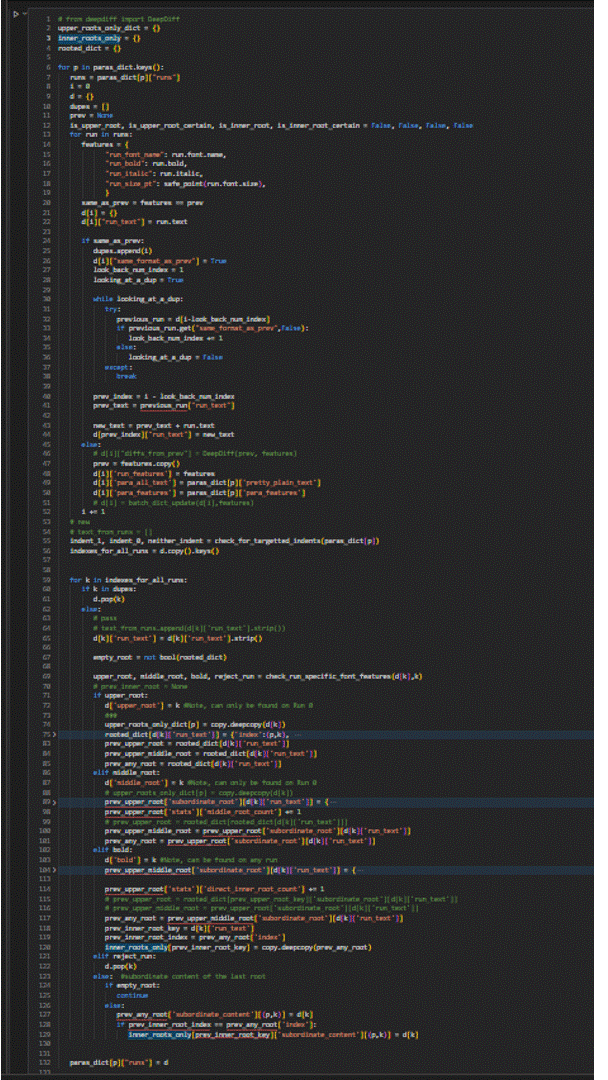 1 # from deepdiff import DeepDiff
2 upper_roots_only_dict = {}
3 inner_roots_only = {}
4 rooted_dict = {}
5
6 for p in paras_dict.keys():
7 runs = paras_dict[p]["runs"]
8 i = 0
9 d = {}
10 dupes = []
11 prev = None
12 is_upper_root, is_upper_root_certain, is_inner_root, is_inner_root_certain = False, False, False, False
13 for run in runs:
14 features = {
15 "run_font_name": run.font.name,
16 "run_bold": run.bold,
17 "run_italic": run.italic,
18 "run_size_pt": safe_point(run.font.size),
19 }
20 same_as_prev = features == prev
21 d[i] = {}
22 d[i]["run_text"] = run.text
23
24 if same_as_prev:
25 dupes.append(i)
26 d[i]["same_format_as_prev"] = True
27 look_back_num_index = 1
28 looking_at_a_dup = True
29
30 while looking_at_a_dup:
31 try:
32 previous_run = d[i-look_back_num_index]
33 if previous_run.get("same_format_as_prev",False):
34 look_back_num_index += 1
35 else:
36 looking_at_a_dup = False
37 except:
38 break
39
40 prev_index = i - look_back_num_index
41 prev_text = previous_run["run_text"]
42
43 new_text = prev_text + run.text
44 d[prev_index]["run_text"] = new_text
45 else:
46 # d[i]["diffs_from_prev"] = DeepDiff(prev, features)
47 prev = features.copy()
48 d[i]['run_features'] = features
49 d[i]['para_all_text'] = paras_dict[p]['pretty_plain_text']
50 d[i]['para_features'] = paras_dict[p]['para_features']
51 # d[i] = batch_dict_update(d[i],features)
52 i += 1
53 # new
54 # text_from_runs = []
55 indent_1, indent_0, neither_indent = check_for_targetted_indents(paras_dict[p])
56 indexes_for_all_runs = d.copy().keys()
57
58
59 for k in indexes_for_all_runs:
60 if k in dupes:
61 d.pop(k)
62 else:
63 # pass
64 # text_from_runs.append(d[k]['run_text'].strip())
65 d[k]['run_text'] = d[k]['run_text'].strip()
66
67 empty_root = not bool(rooted_dict)
68
69 upper_root, middle_root, bold, reject_run = check_run_specific_font_features(d[k],k)
70 # prev_inner_root = None
71 if upper_root:
72 d['upper_root'] = k #Note, can only be found on Run 0
73 ###
74 upper_roots_only_dict[p] = copy.deepcopy(d[k])
75 rooted_dict[d[k]['run_text']] = {'index':(p,k), ···
83 prev_upper_root = rooted_dict[d[k]['run_text']]
84 prev_upper_middle_root = rooted_dict[d[k]['run_text']]
85 prev_any_root = rooted_dict[d[k]['run_text']]
86 elif middle_root:
87 d['middle_root'] = k #Note, can only be found on Run 0
88 # upper_roots_only_dict[p] = copy.deepcopy(d[k])
89 prev_upper_root['subordinate_root'][d[k]['run_text']] = {···
98 prev_upper_root['stats']['middle_root_count'] += 1
99 # prev_upper_root = rooted_dict[rooted_dict[d[k]['run_text']]]
100 prev_upper_middle_root = prev_upper_root['subordinate_root'][d[k]['run_text']]
101 prev_any_root = prev_upper_root['subordinate_root'][d[k]['run_text']]
102 elif bold:
103 d['bold'] = k #Note, can be found on any run
104 prev_upper_middle_root['subordinate_root'][d[k]['run_text']] = {···
114 prev_upper_root['stats']['direct_inner_root_count'] += 1
115 # prev_upper_root = rooted_dict[prev_upper_root_key]['subordinate_root'][d[k]['run_text']]
116 # prev_upper_middle_root = prev_upper_root['subordinate_root'][d[k]['run_text']]
117 prev_any_root = prev_upper_middle_root['subordinate_root'][d[k]['run_text']]
118 prev_inner_root_key = d[k]['run_text']
119 prev_inner_root_index = prev_any_root['index']
120 inner_roots_only[prev_inner_root_key] = copy.deepcopy(prev_any_root)
121 elif reject_run:
122 d.pop(k)
123 else: #subordinate content of the last root
124 if empty_root:
125 continue
126 else:
127 prev_any_root['subordinate_content'][(p,k)] = d[k]
128 if prev_inner_root_index == prev_any_root['index']:
129 inner_roots_only[prev_inner_root_key]['subordinate_content'][(p,k)] = d[k]
130
131
132 paras_dict[p]["runs"] = d
133